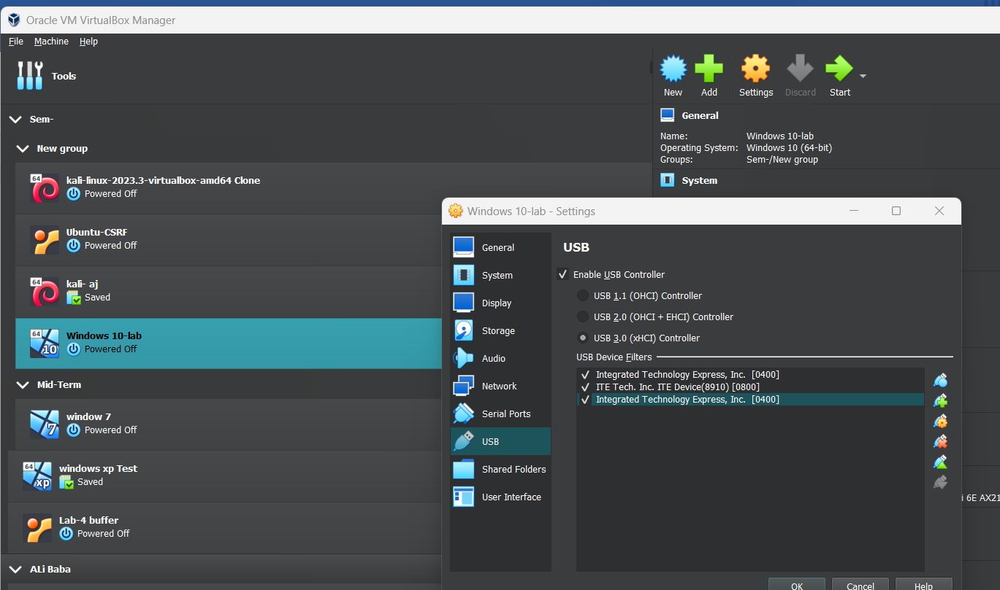 Oracle VM VirtualBox Manager
File Machine Help
Tools
New Add Settings Discard Start
Sem-
New group
64
kali-linux-2023.3-virtualbox-amd64 Clone
Powered Off
Ubuntu-CSRF
Powered Off
64
kali- aj
Saved
64
10
Windows 10-lab
Powered Off
Mid-Term
7
window 7
Powered Off
64
xp
windows xp Test
Saved
Lab-4 buffer
Powered Off
ALi Baba
General
Name: Windows 10-lab
Operating System: Windows 10 (64-bit)
Groups: Sem-/New group
System
Windows 10-lab - Settings
General
System
Display
Storage
Audio
Network
Serial Ports
USB
Shared Folders
User Interface
USB
Enable USB Controller
USB 1.1 (OHCI) Controller
USB 2.0 (OHCI + EHCI) Controller
USB 3.0 (xHCI) Controller
USB Device Filters
Integrated Technology Express, Inc. [0400]
ITE Tech. Inc. ITE Device(8910) [0800]
Integrated Technology Express, Inc. [0400]
OK Cancel Help
i 6E AX21